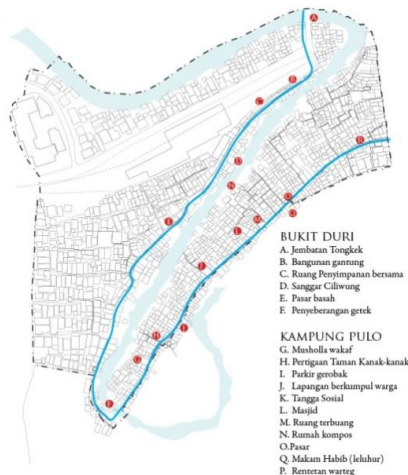 A
B
C
R
D
N
Q
O
M
E
L
H
G
F
BUKIT DURI
A. Jembatan Tongkek
B. Bangunan gantung
C. Ruang Penyimpanan bersama
D. Sanggar Ciliwung
E. Pasar basah
F. Penyeberangan getek
KAMPUNG PULO
G. Musholla wakaf
H. Pertigaan Taman Kanak-kanak
I. Parkir gerobak
J. Lapangan berkumpul warga
K. Tangga Sosial
L. Masjid
M. Ruang terbuang
N. Rumah kompos
O.Pasar
Q. Makam Habib (leluhur)
P. Rentetan warteg